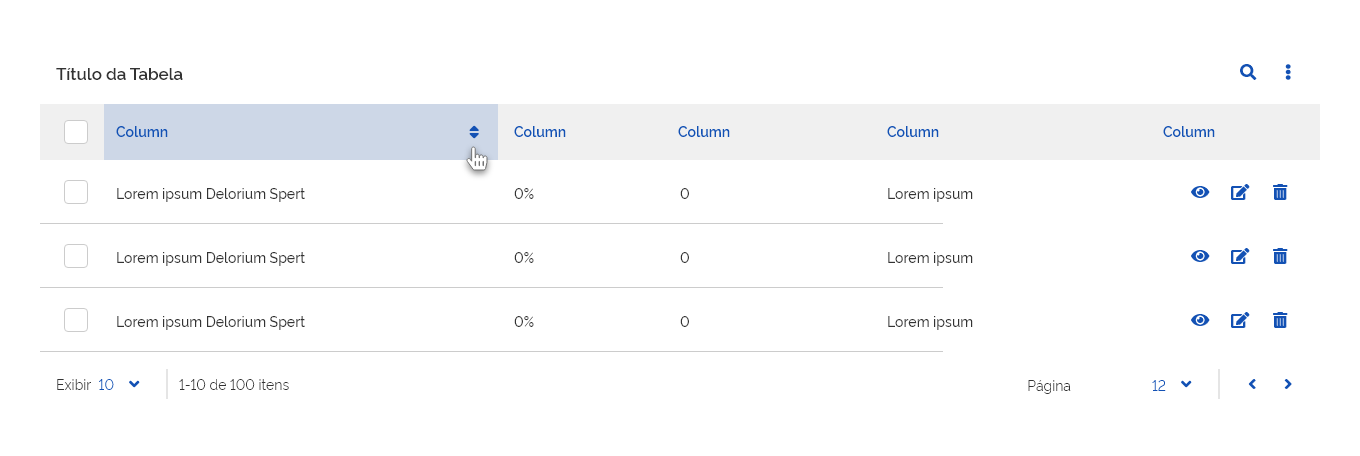 Título da Tabela
Column Column Column Column Column
Lorem ipsum Delorium Spert 0% 0 Lorem ipsum
Lorem ipsum Delorium Spert 0% 0 Lorem ipsum
Lorem ipsum Delorium Spert 0% 0 Lorem ipsum
Exibir 10 1-10 de 100 itens Página 12